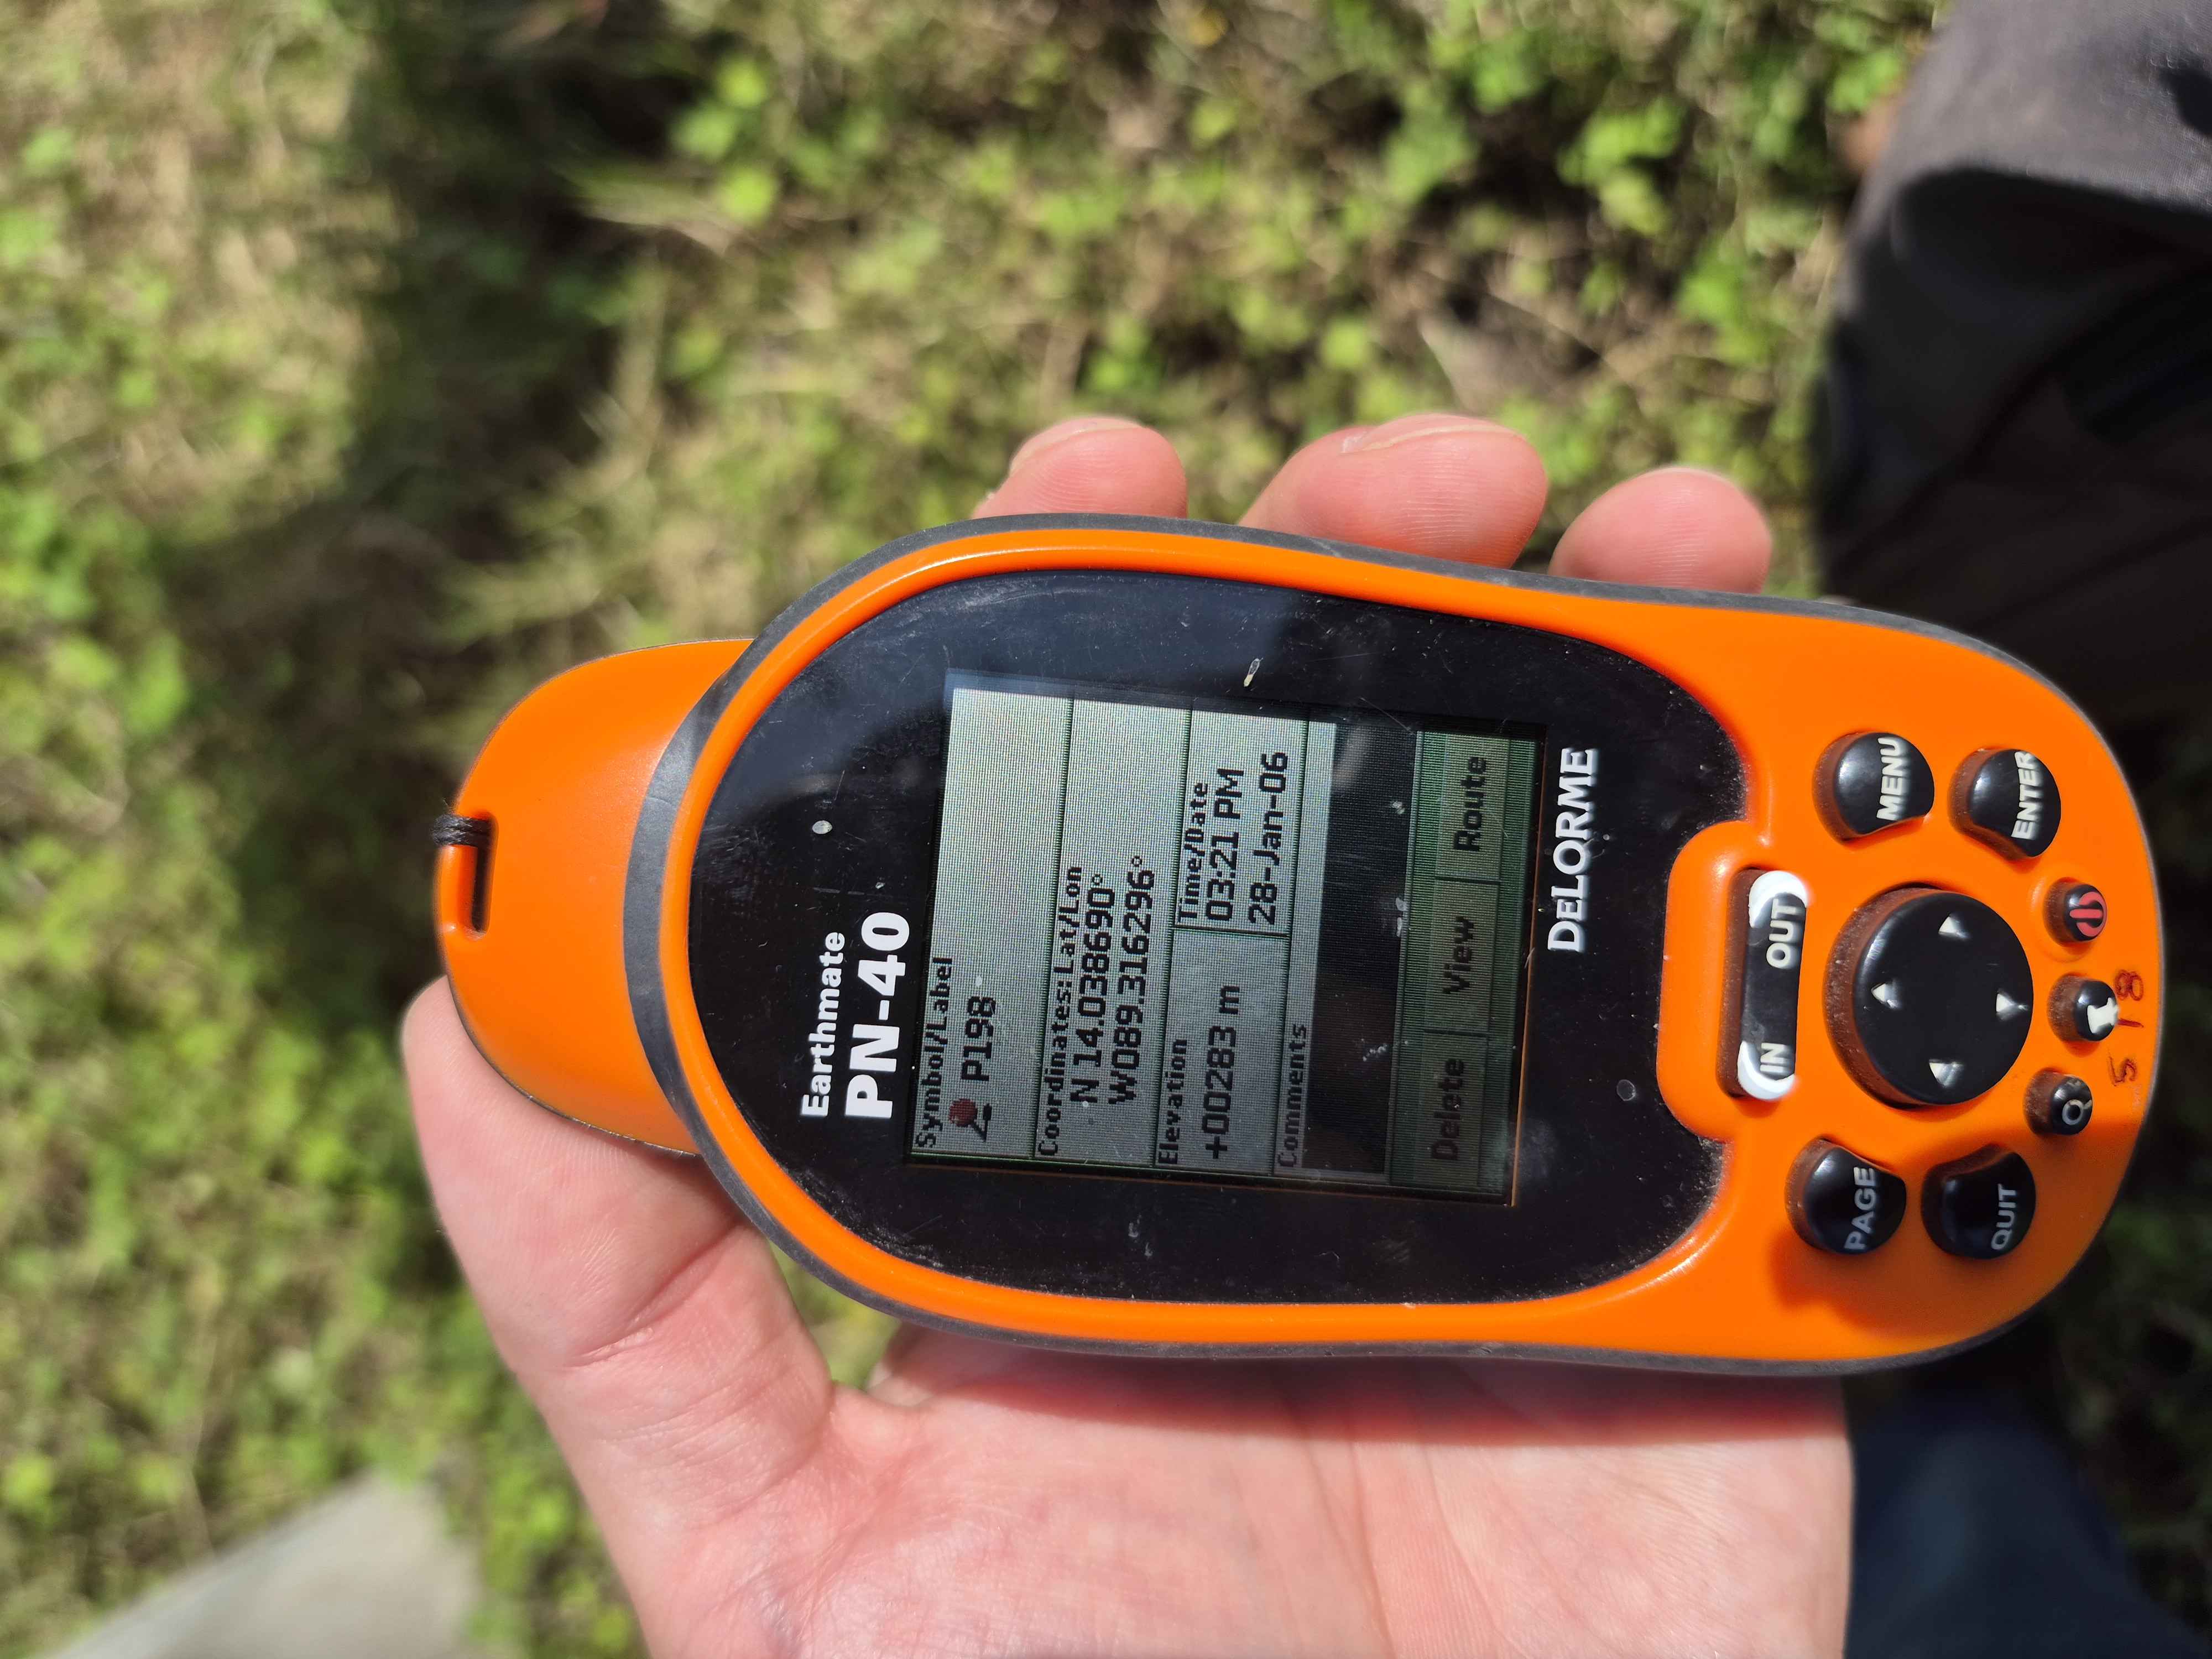 Earthmate
PN-40
Symbol/Label
P198
Coordinates:Lat/Lon
N 14.038690°
W089.316296°
Elevation
+00283 m
Time/Date
03:21 PM
28-Jan-06
Comments
Delete View Route
DELORME
IN OUT
PAGE
MENU
QUIT
ENTER
518